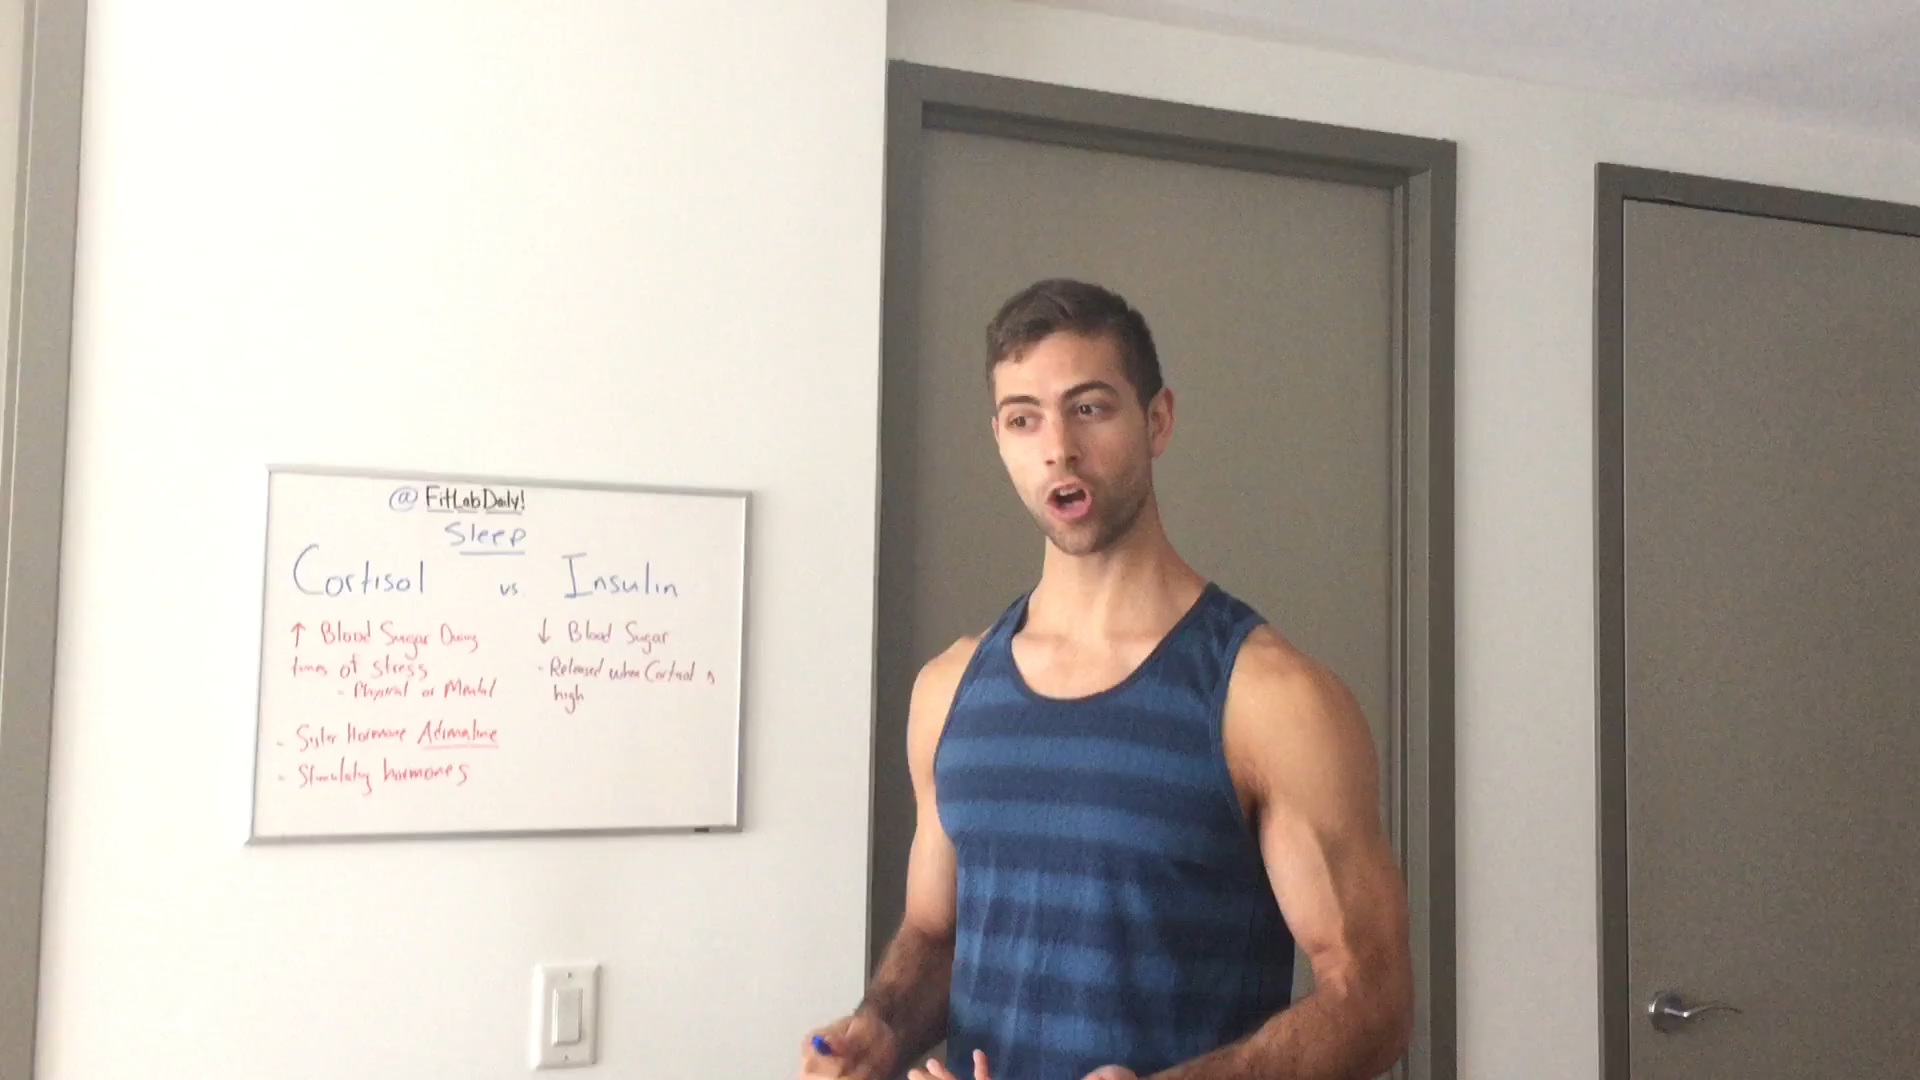 @ FitLabDaily!
Sleep
Cortisol vs. Insulin
↑ Blood Sugar During
times of stress
- Physical or Mental
- Sister Hormone Adrenaline
- Stimulatory hormones
↓ Blood Sugar
- Released when Cortisol is
high